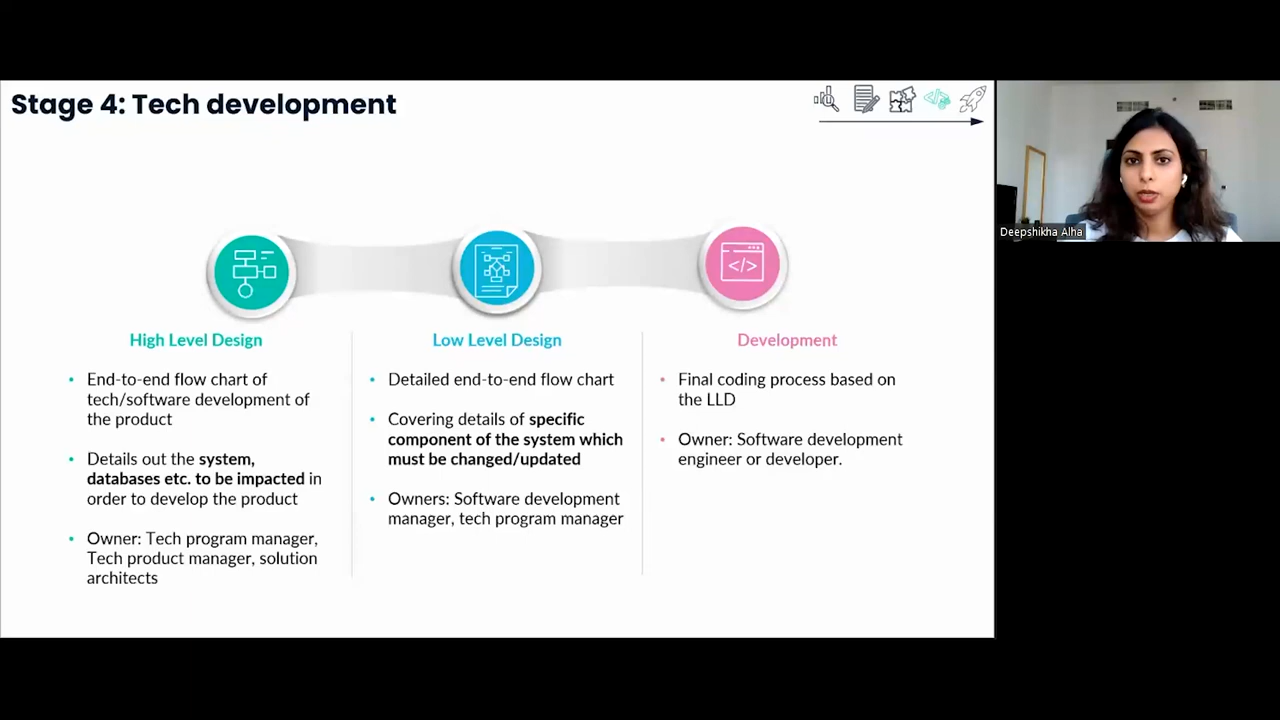 Stage 4: Tech development
Deepshikha Alha
</>
High Level Design
• End-to-end flow chart of
tech/software development of
the product
• Details out the system,
databases etc. to be impacted in
order to develop the product
• Owner: Tech program manager,
Tech product manager, solution
architects
Low Level Design
• Detailed end-to-end flow chart
• Covering details of specific
component of the system which
must be changed/updated
• Owners: Software development
manager, tech program manager
Development
• Final coding process based on
the LLD
• Owner: Software development
engineer or developer.